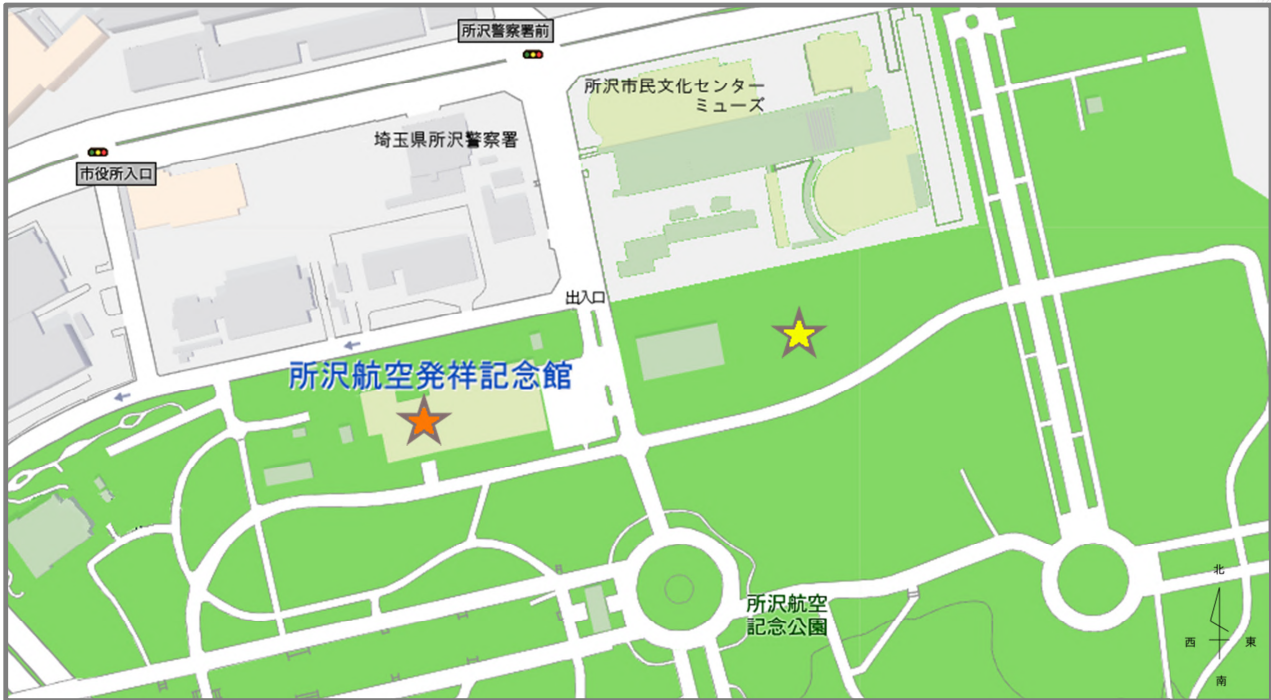 所沢警察署前
所沢市民文化センター
ミューズ
埼玉県所沢警察署
市役所入口
出入口
所沢航空発祥記念館
所沢航空
記念公園
北
西
東
南